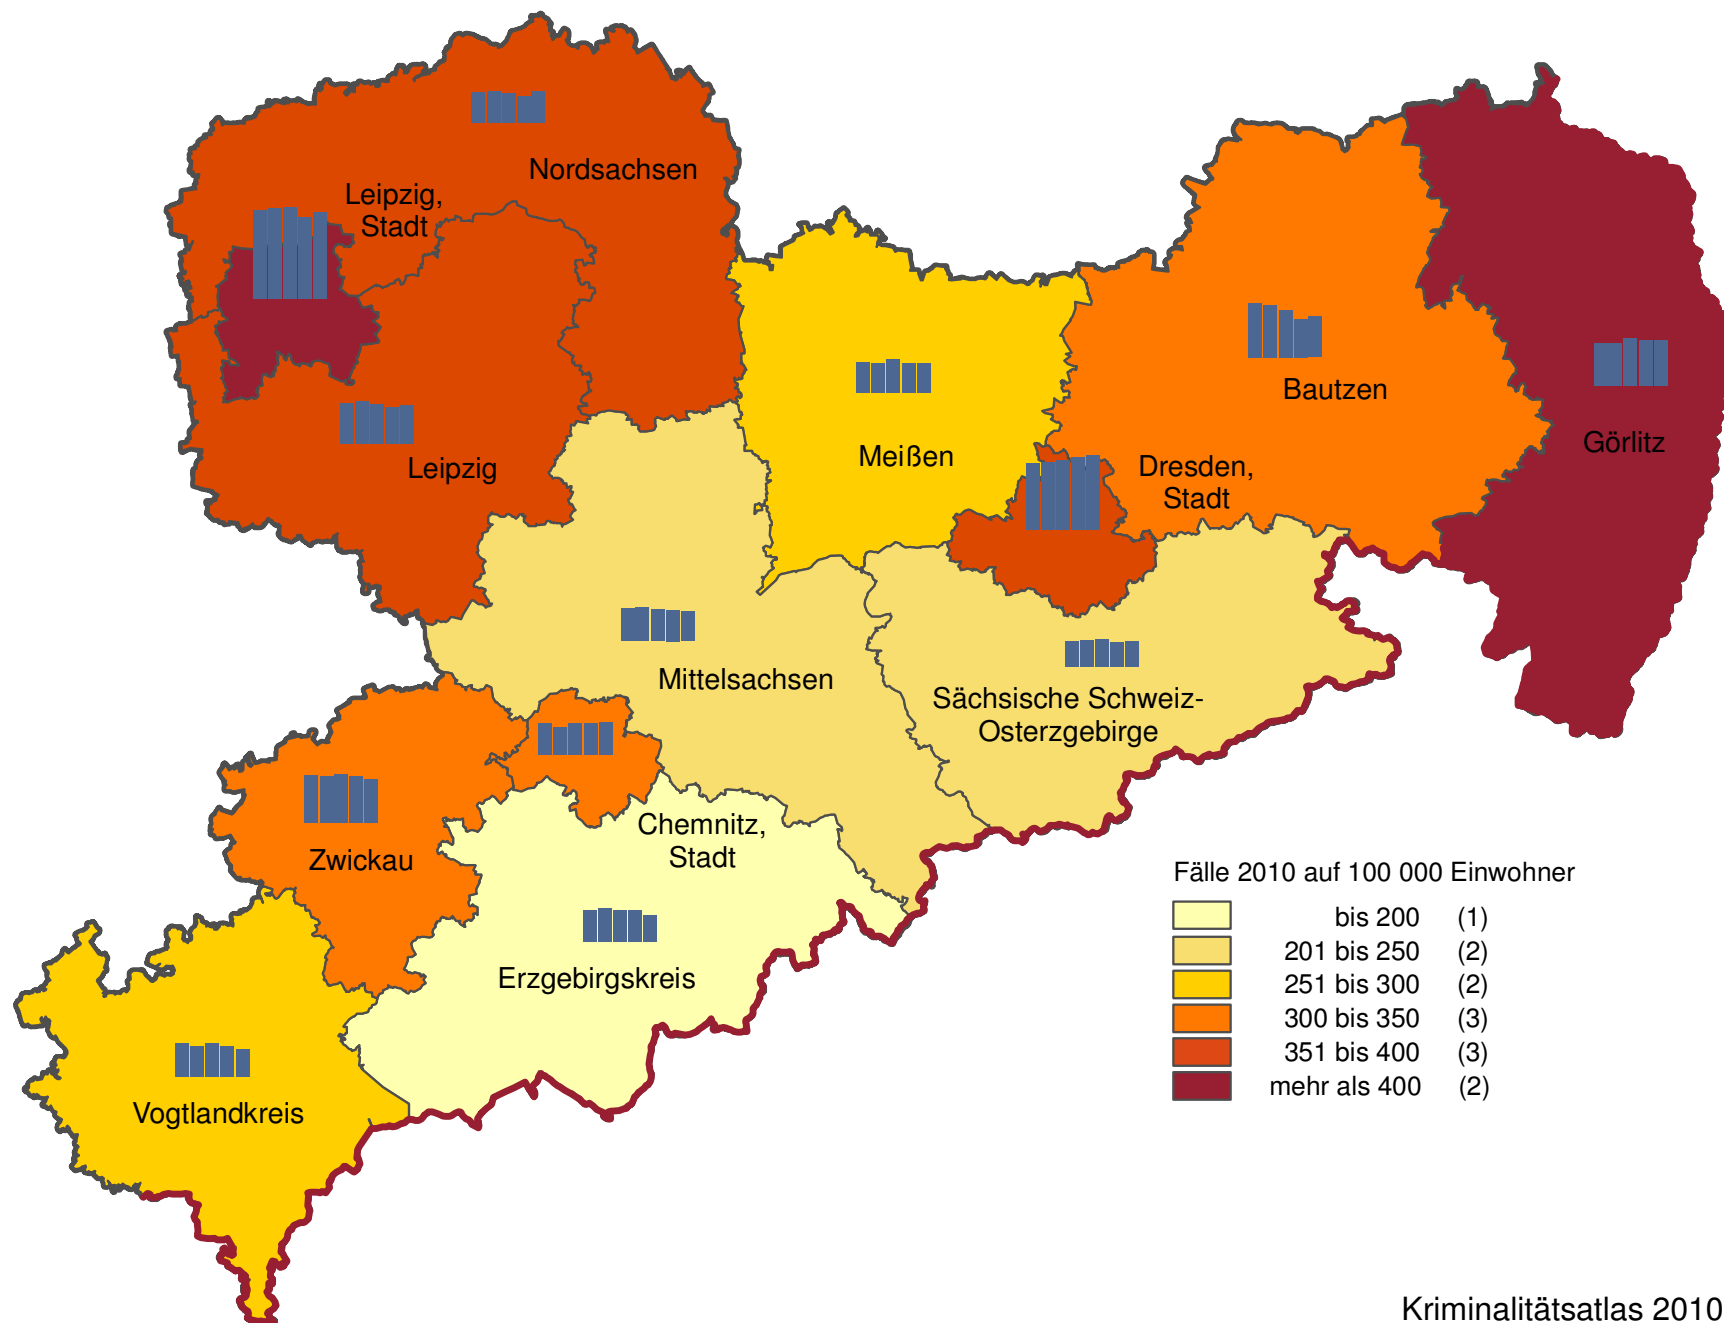 Nordsachsen
Leipzig,
Stadt
Bautzen
Görlitz
Meißen
Leipzig
Dresden,
Stadt
Mittelsachsen
Sächsische Schweiz-
Osterzgebirge
Chemnitz,
Stadt
Zwickau
Erzgebirgskreis
Vogtlandkreis
Fälle 2010 auf 100 000 Einwohner
bis 200 (1)
201 bis 250 (2)
251 bis 300 (2)
300 bis 350 (3)
351 bis 400 (3)
mehr als 400 (2)
Kriminalitätsatlas 2010